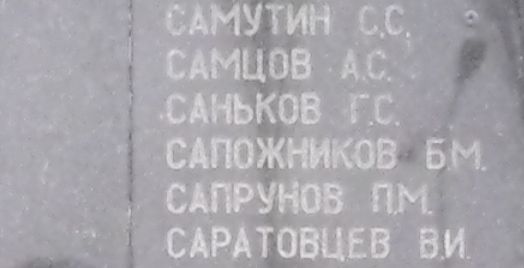 САМУТИН С.С.
САМЦОВ А.С.
САНЬКОВ Г.С.
САПОЖНИКОВ Б.М.
САПРУНОВ П.М.
САРАТОВЦЕВ В.И.